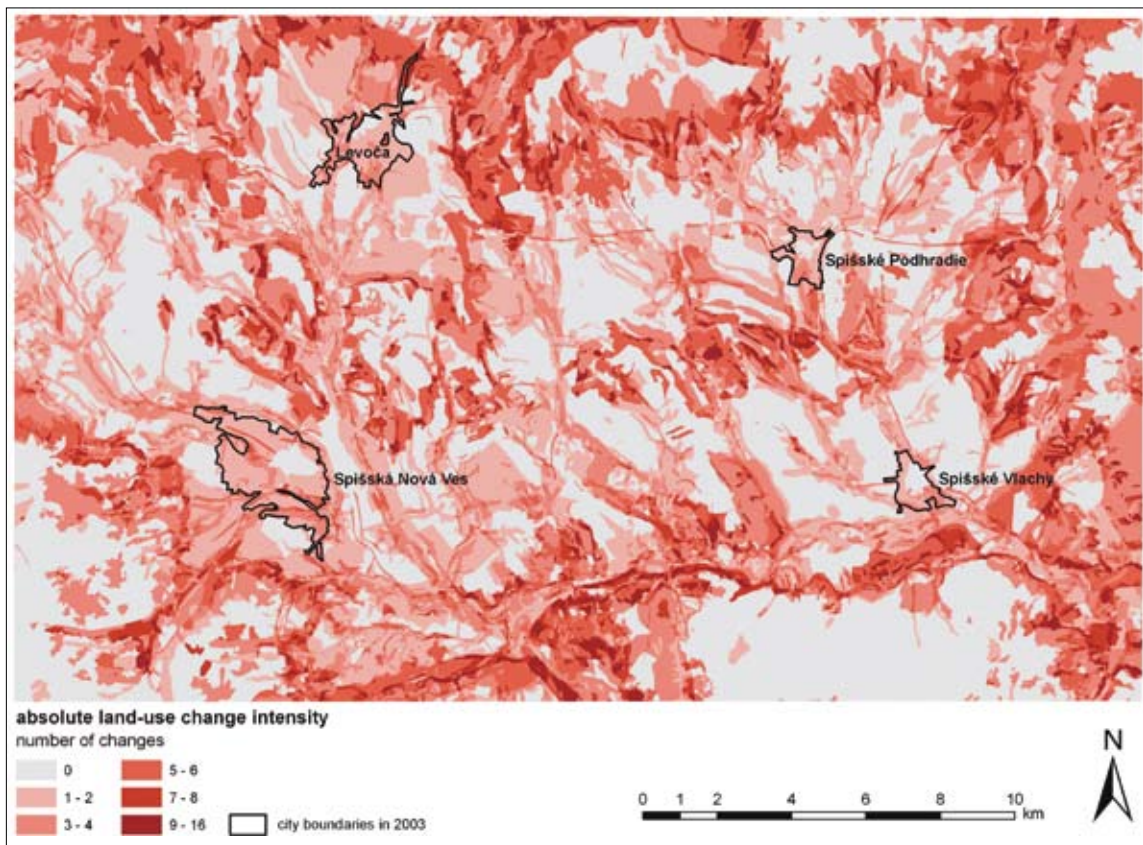 Levoča
Spišské Podhradie
Spišská Nová Ves
Spišské Vlachy
absolute land-use change intensity
number of changes
0
1 - 2
3 - 4
5 - 6
7 - 8
9 - 16
city boundaries in 2003
0 1 2 4 6 8 10
km
N